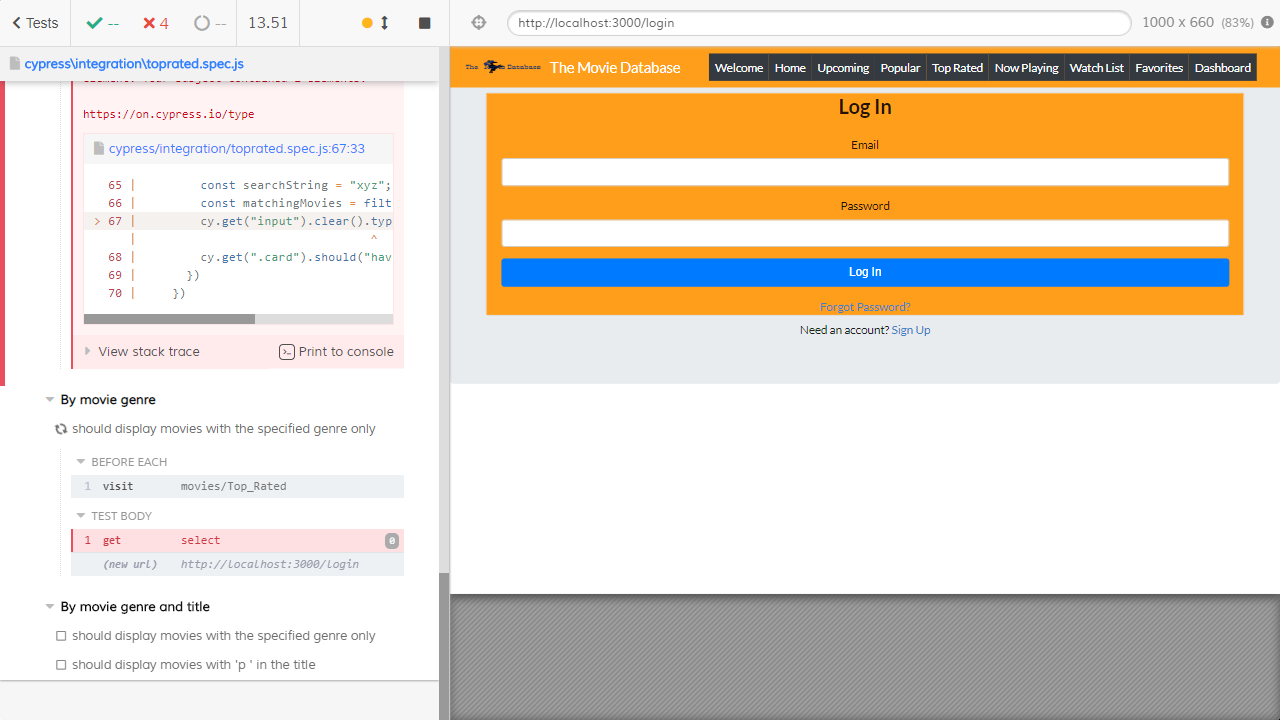 Tests
--
4
--
13.51
http://localhost:3000/login
1000 x 660 (83%)
cypress\integration\toprated.spec.js
https://on.cypress.io/type
cypress/integration/toprated.spec.js:67:33
65 | const searchString = "xyz";
66 | const matchingMovies = filt
> 67 | cy.get("input").clear().typ
| ^
68 | cy.get(".card").should("hav
69 | })
70 | })
View stack trace
Print to console
By movie genre
should display movies with the specified genre only
BEFORE EACH
1 visit movies/Top_Rated
TEST BODY
1 get select 0
(new url) http://localhost:3000/login
By movie genre and title
should display movies with the specified genre only
should display movies with 'p ' in the title
The Movie Database
Welcome
Home
Upcoming
Popular
Top Rated
Now Playing
Watch List
Favorites
Dashboard
Log In
Email
Password
Log In
Forgot Password?
Need an account? Sign Up